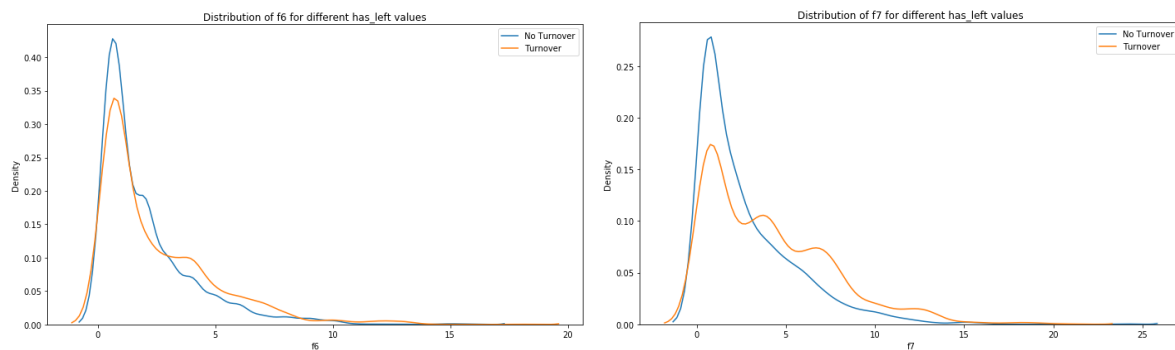 Distribution of f6 for different has_left values
No Turnover
Turnover
0.40
0.35
0.30
0.25
0.20
0.15
0.10
0.05
0.00
Density
0 5 10 15 20
f6
Distribution of f7 for different has_left values
No Turnover
Turnover
0.25
0.20
0.15
0.10
0.05
0.00
Density
0 5 10 15 20 25
f7